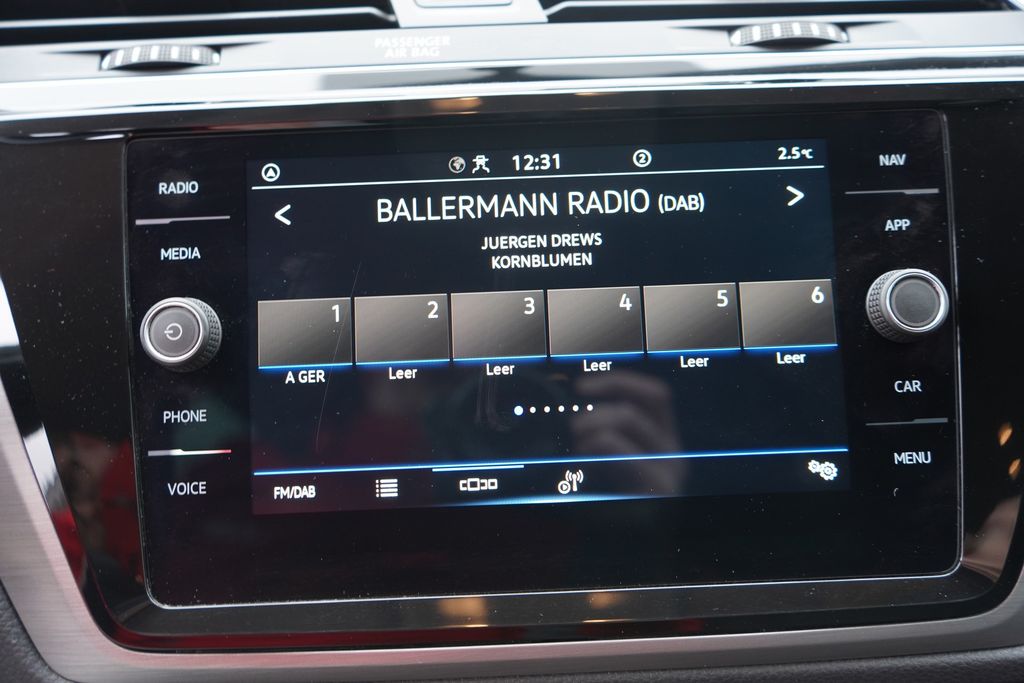 PASSENGER
AIR BAG
RADIO
MEDIA
PHONE
VOICE
12:31
2
2.5°C
< BALLERMANN RADIO (DAB) >
JUERGEN DREWS
KORNBLUMEN
1 2 3 4 5 6
A GER Leer Leer Leer Leer Leer
FM/DAB
NAV
APP
CAR
MENU